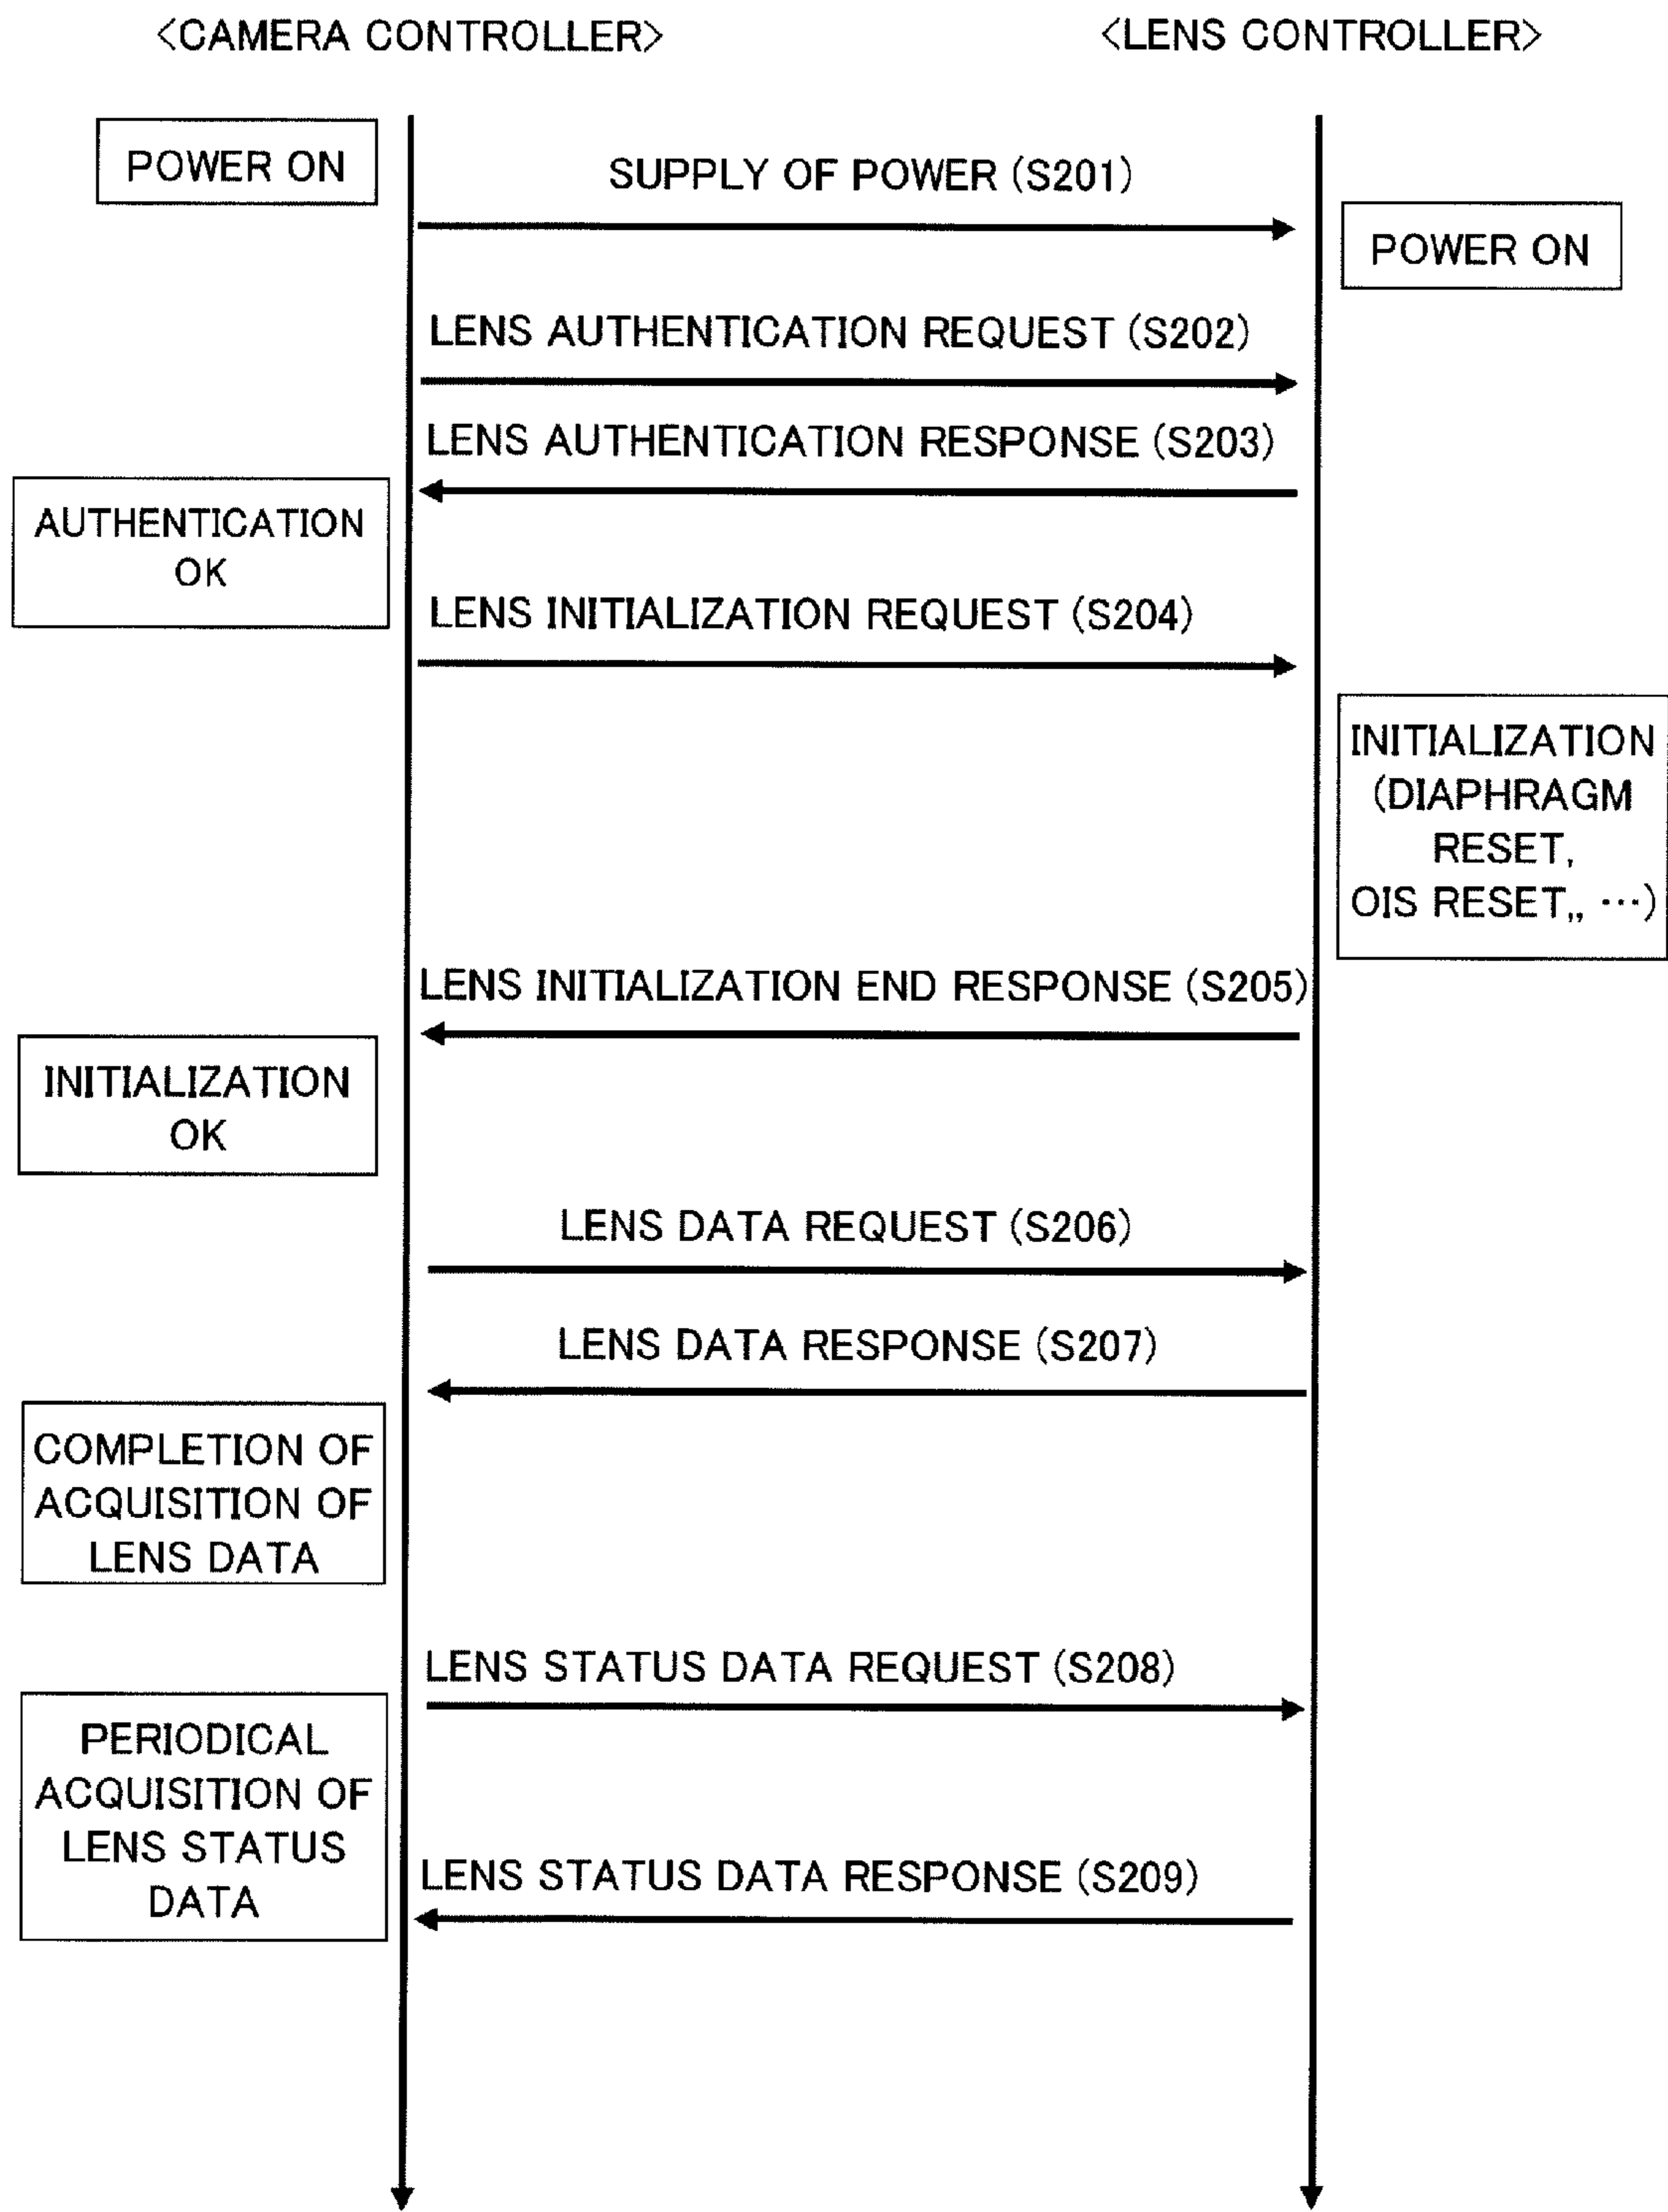 <CAMERA CONTROLLER>
<LENS CONTROLLER>
POWER ON
SUPPLY OF POWER (S201)
POWER ON
LENS AUTHENTICATION REQUEST (S202)
LENS AUTHENTICATION RESPONSE (S203)
AUTHENTICATION
OK
LENS INITIALIZATION REQUEST (S204)
INITIALIZATION
(DIAPHRAGM
RESET,
OIS RESET,, ···)
LENS INITIALIZATION END RESPONSE (S205)
INITIALIZATION
OK
LENS DATA REQUEST (S206)
LENS DATA RESPONSE (S207)
COMPLETION OF
ACQUISITION OF
LENS DATA
LENS STATUS DATA REQUEST (S208)
PERIODICAL
ACQUISITION OF
LENS STATUS
DATA
LENS STATUS DATA RESPONSE (S209)